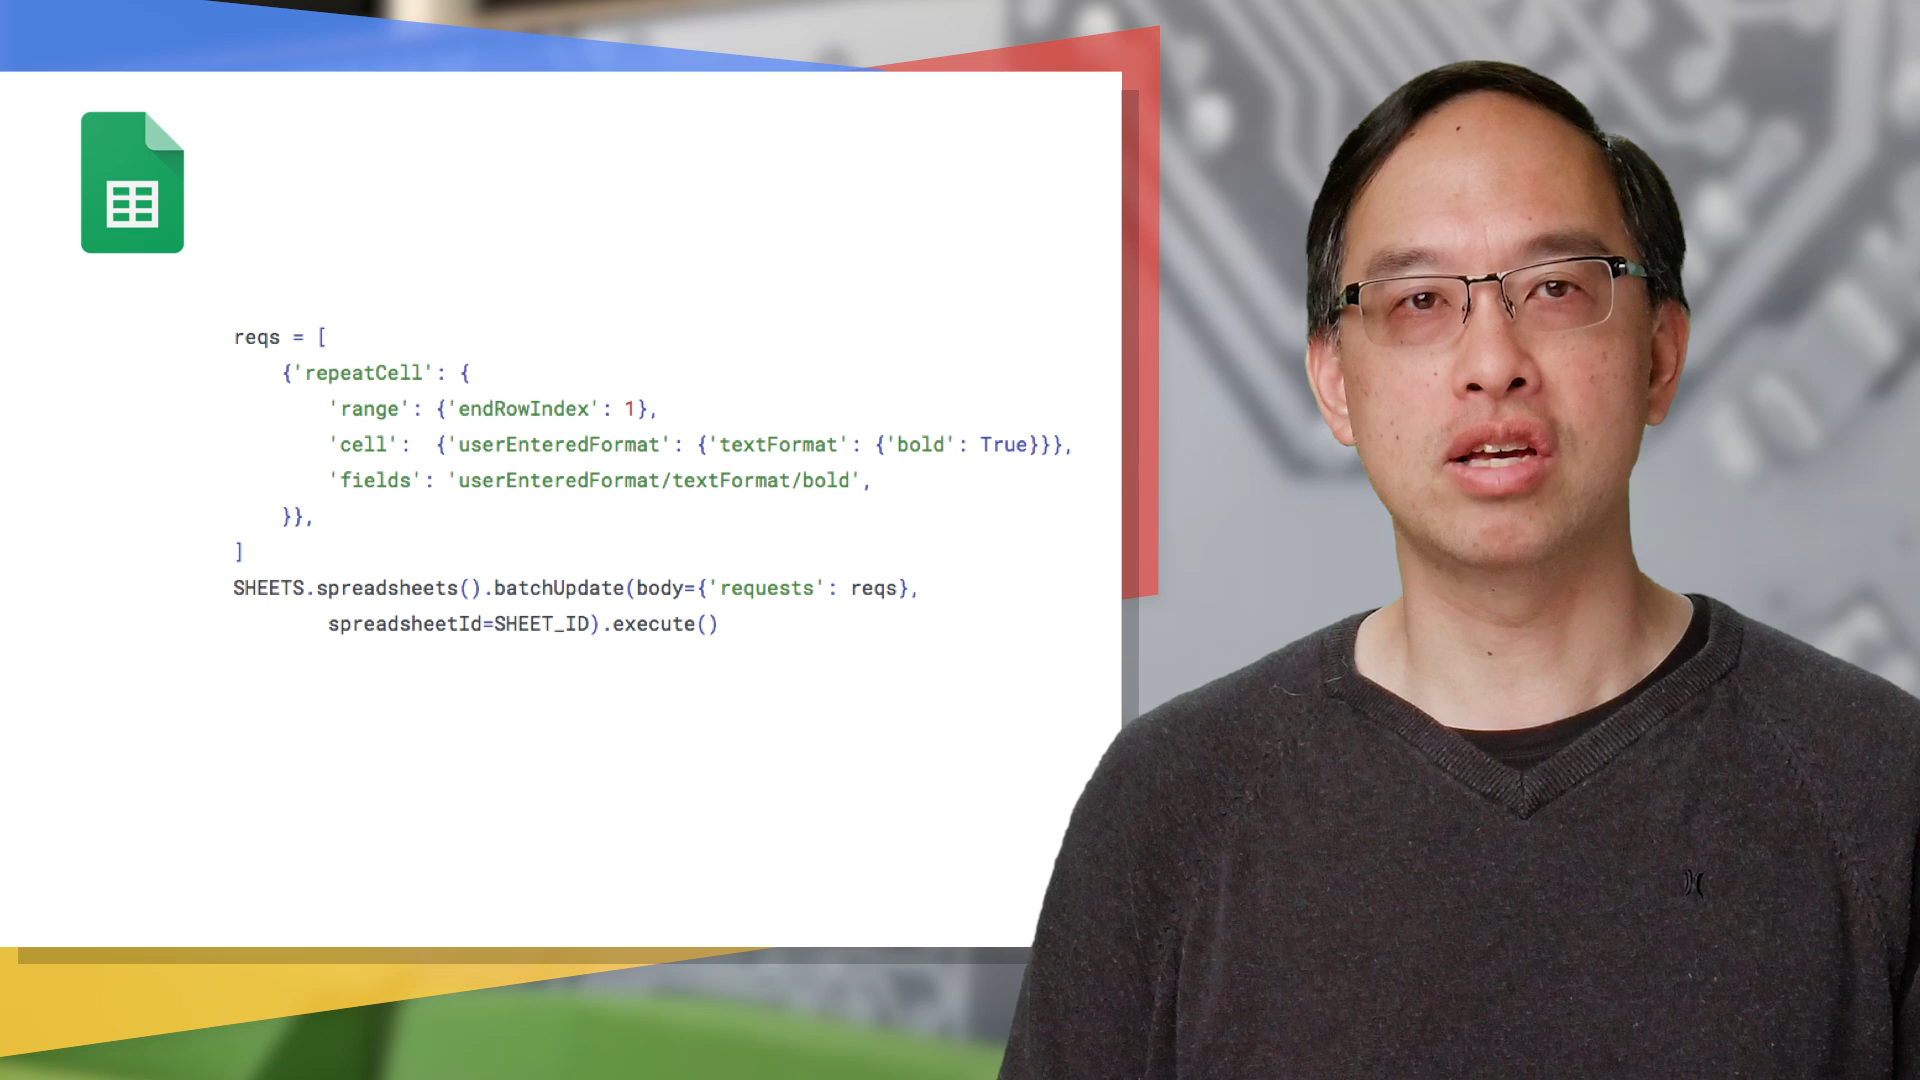 reqs = [
{'repeatCell': {
'range': {'endRowIndex': 1},
'cell':  {'userEnteredFormat': {'textFormat': {'bold': True}}},
'fields': 'userEnteredFormat/textFormat/bold',
}},
]
SHEETS.spreadsheets().batchUpdate(body={'requests': reqs},
spreadsheetId=SHEET_ID).execute()